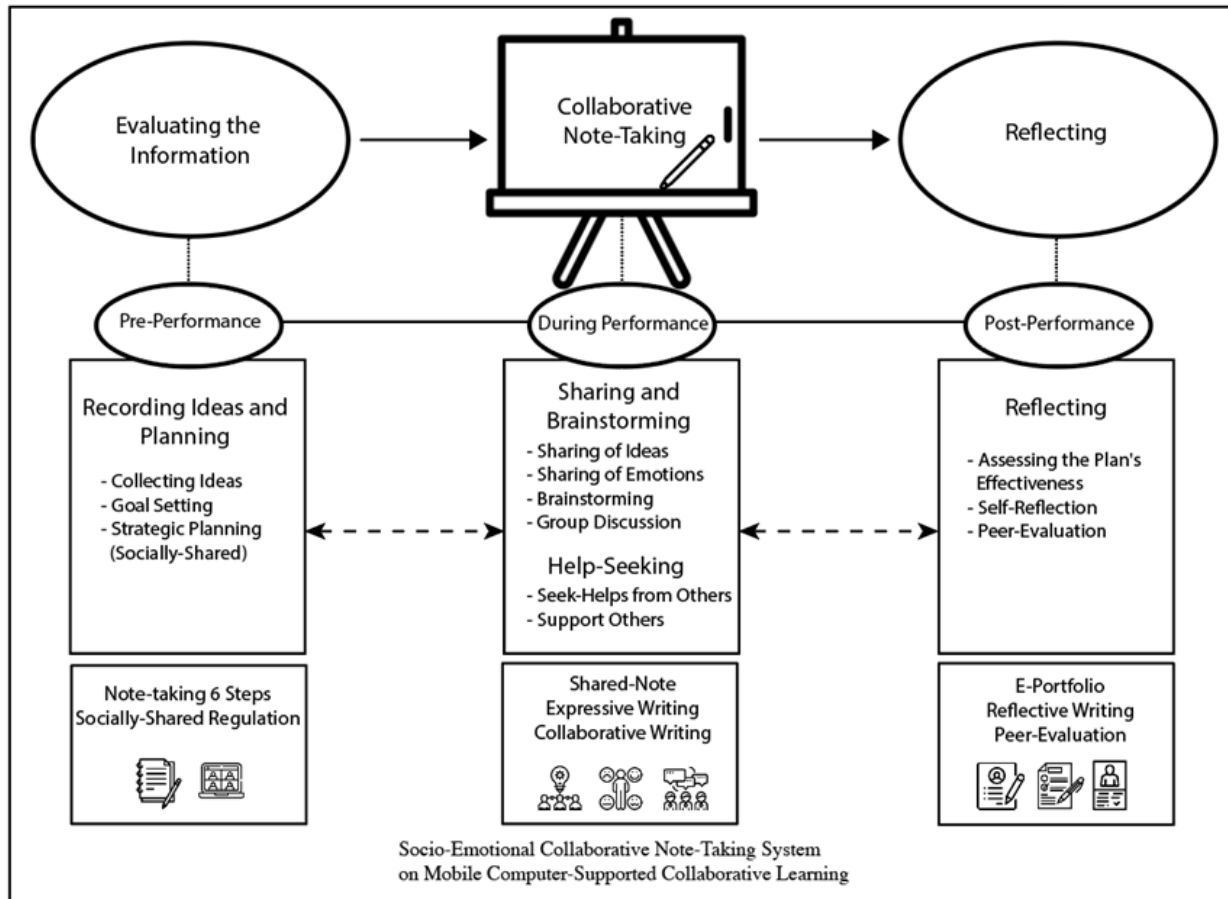 Evaluating the
Information
Collaborative
Note-Taking
Reflecting
Pre-Performance
During Performance
Post-Performance
Recording Ideas and
Planning
- Collecting Ideas
- Goal Setting
- Strategic Planning
(Socially-Shared)
Sharing and
Brainstorming
- Sharing of Ideas
- Sharing of Emotions
- Brainstorming
- Group Discussion
Help-Seeking
- Seek-Helps from Others
- Support Others
Reflecting
- Assessing the Plan's
Effectiveness
- Self-Reflection
- Peer-Evaluation
Note-taking 6 Steps
Socially-Shared Regulation
Shared-Note
Expressive Writing
Collaborative Writing
E-Portfolio
Reflective Writing
Peer-Evaluation
Socio-Emotional Collaborative Note-Taking System
on Mobile Computer-Supported Collaborative Learning